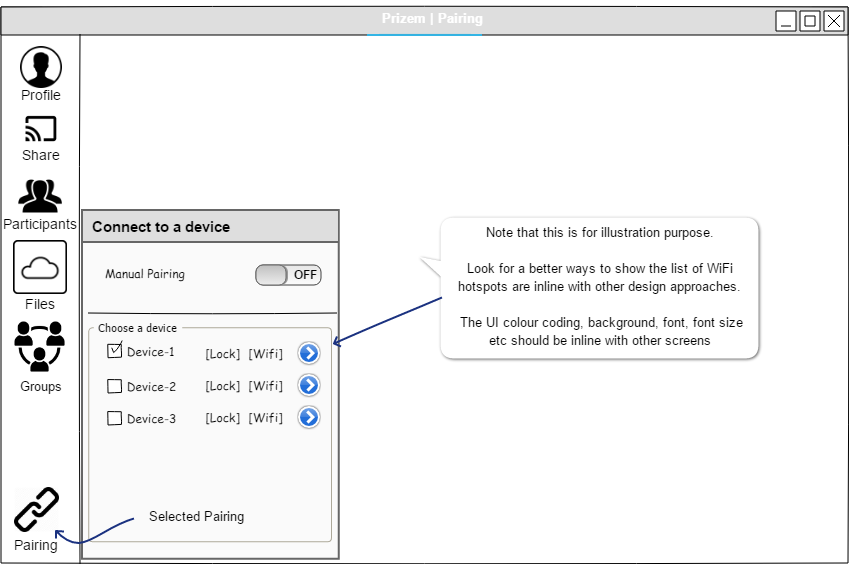 Prizem | Pairing
Profile
Share
Participants
Files
Groups
Pairing
Connect to a device
Manual Pairing
OFF
Choose a device
Device-1 [Lock] [Wifi]
Device-2 [Lock] [Wifi]
Device-3 [Lock] [Wifi]
Selected Pairing
Note that this is for illustration purpose.
Look for a better ways to show the list of WiFi
hotspots are inline with other design approaches.
The UI colour coding, background, font, font size
etc should be inline with other screens